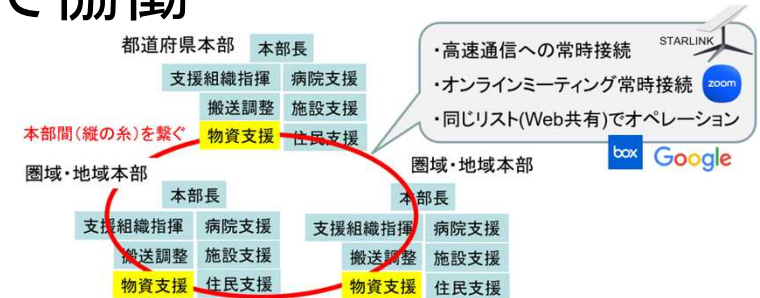 都道府県本部
本部長
支援組織指揮 病院支援
搬送調整 施設支援
物資支援 住民支援
本部間(縦の糸)を繋ぐ
・高速通信への常時接続
STARLINK
・オンラインミーティング常時接続
zoom
・同じリスト(Web共有)でオペレーション
box Google
圏域・地域本部
本部長
支援組織指揮 病院支援
搬送調整 施設支援
物資支援 住民支援
圏域・地域本部
本部長
支援組織指揮 病院支援
搬送調整 施設支援
物資支援 住民支援